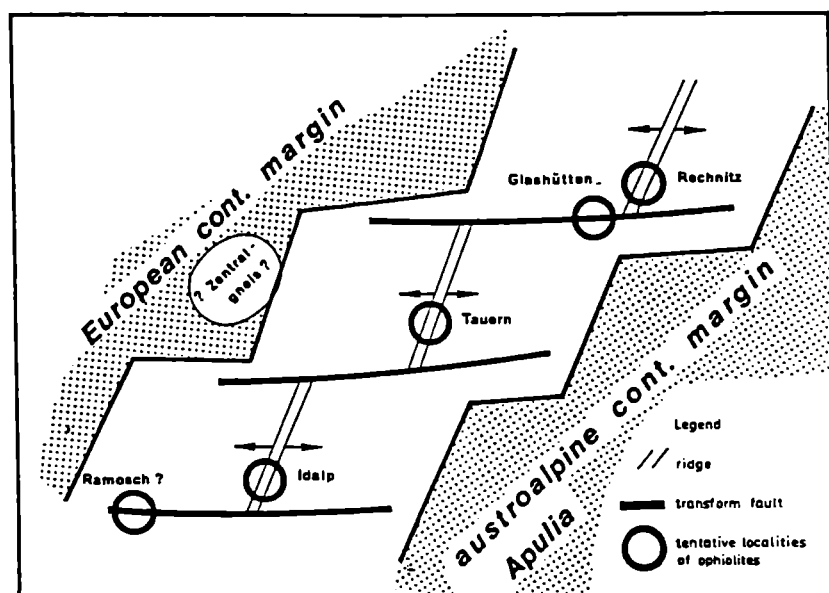 European cont. margin
? Zentral-
gneis ?
Glashütten
Rechnitz
Tauern
Ramosch ?
Idalp
austroalpine cont. margin
Apulia
Legend
ridge
transform fault
tentative localities
of ophiolites